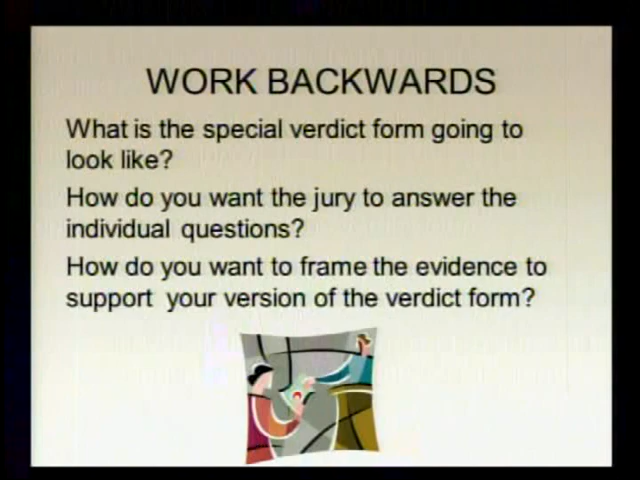 WORK BACKWARDS
What is the special verdict form going to
look like?
How do you want the jury to answer the
individual questions?
How do you want to frame the evidence to
support  your version of the verdict form?